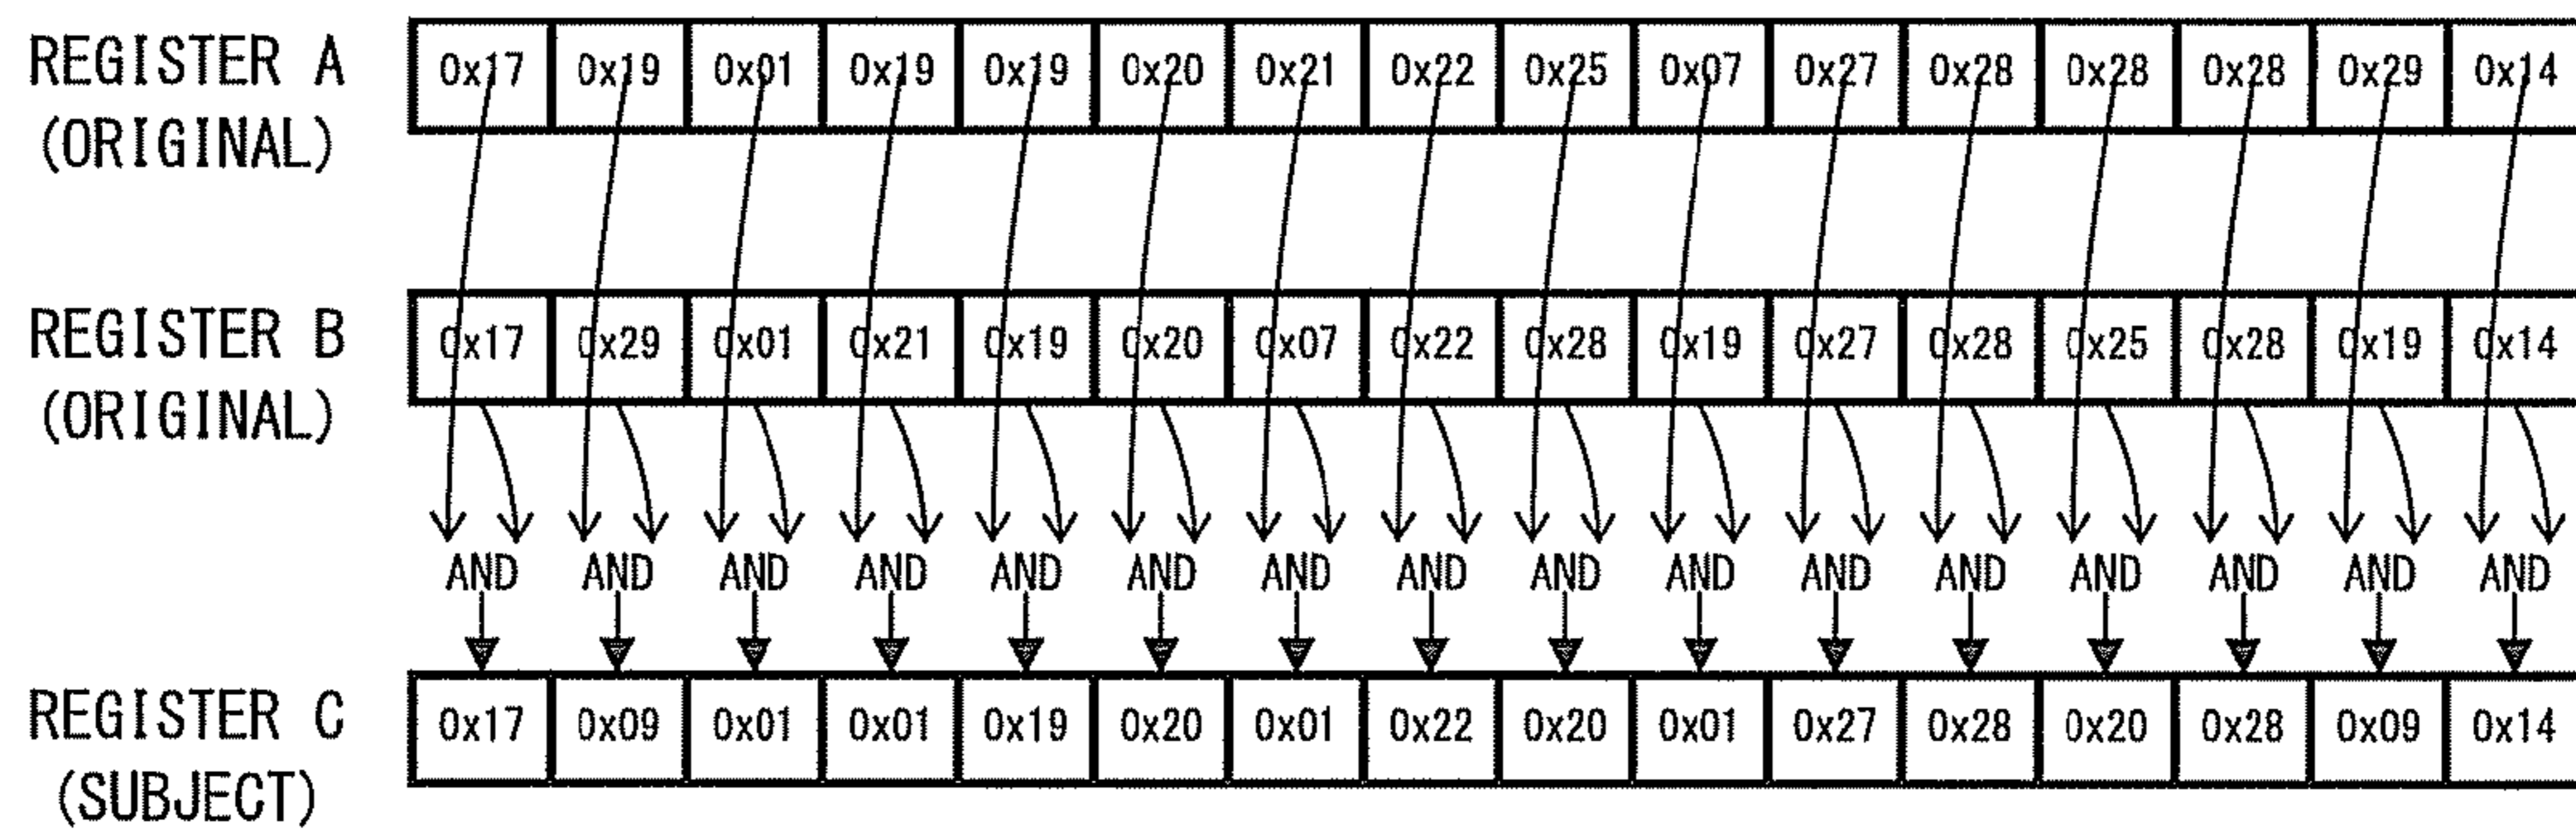 REGISTER A 0x17 0x19 0x01 0x19 0x19 0x20 0x21 0x22 0x25 0x07 0x27 0x28 0x28 0x28 0x29 0x14
(ORIGINAL)
REGISTER B 0x17 0x29 0x01 0x21 0x19 0x20 0x07 0x22 0x28 0x19 0x27 0x28 0x25 0x28 0x19 0x14
(ORIGINAL)
AND AND AND AND AND AND AND AND AND AND AND AND AND AND AND AND
REGISTER C 0x17 0x09 0x01 0x01 0x19 0x20 0x01 0x22 0x20 0x01 0x27 0x28 0x20 0x28 0x09 0x14
(SUBJECT)